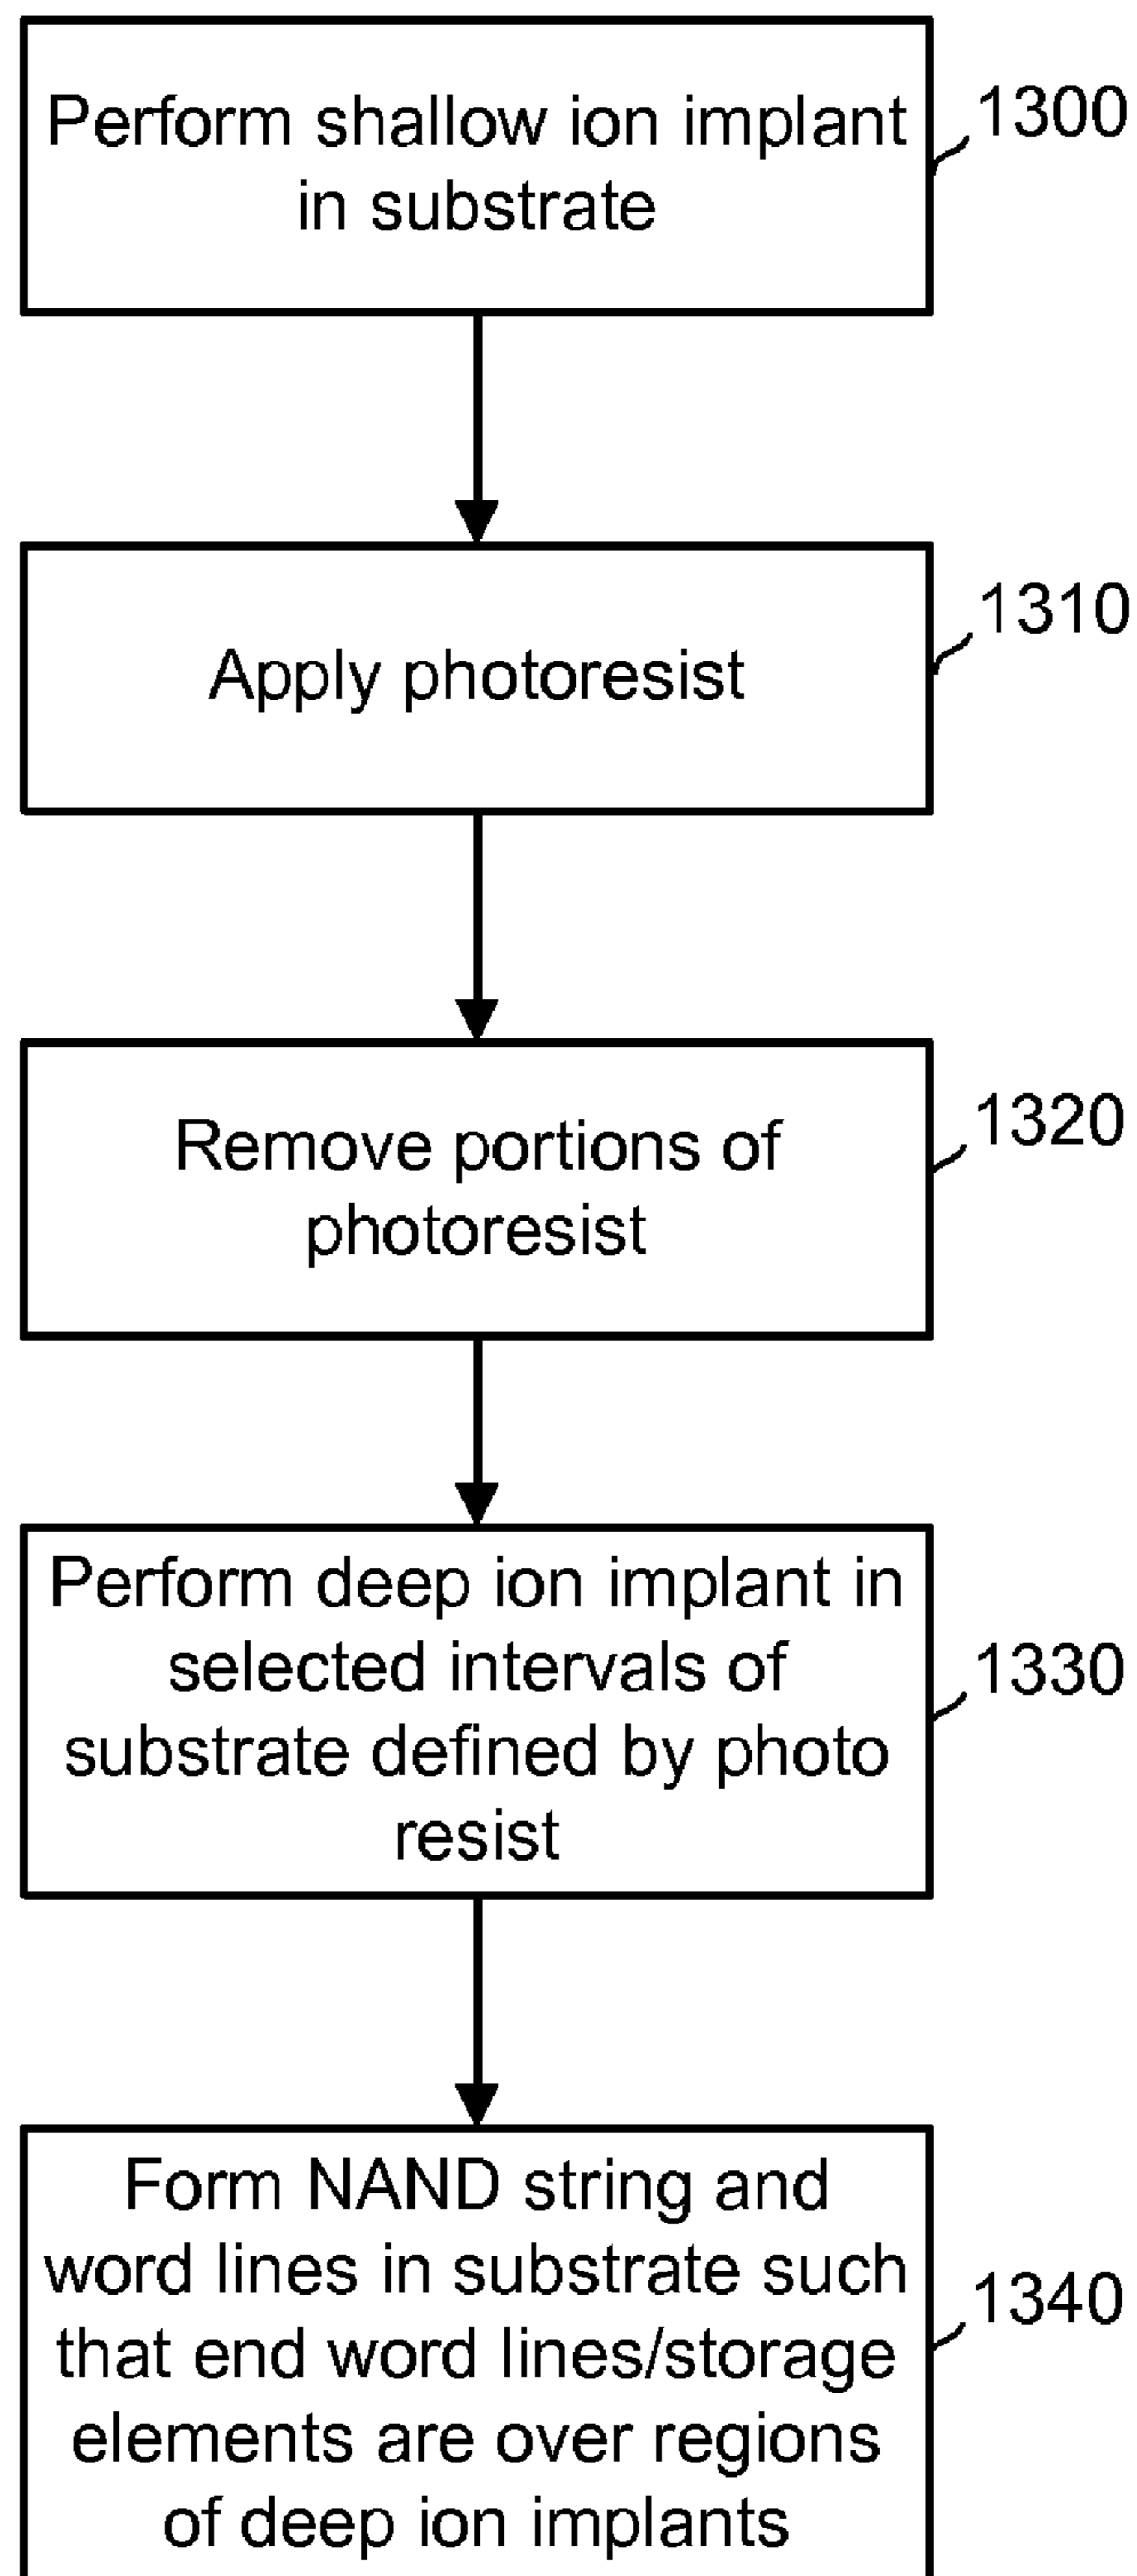 Perform shallow ion implant
in substrate
1300
Apply photoresist
1310
Remove portions of
photoresist
1320
Perform deep ion implant in
selected intervals of
substrate defined by photo
resist
1330
Form NAND string and
word lines in substrate such
that end word lines/storage
elements are over regions
of deep ion implants
1340